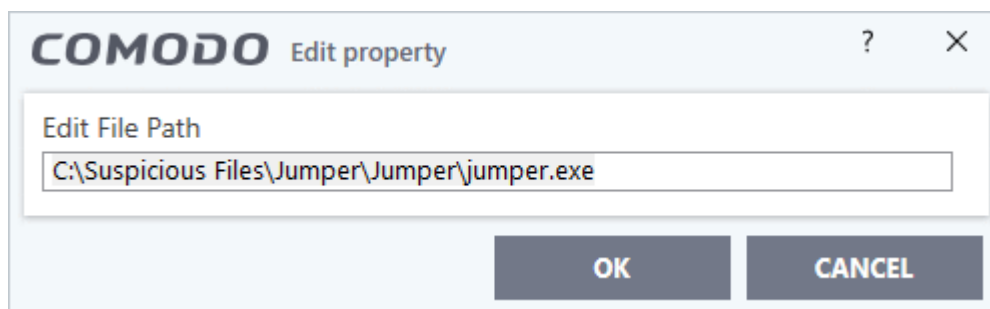 COMODO Edit property ? ✕
Edit File Path
C:\Suspicious Files\Jumper\Jumper\jumper.exe
OK CANCEL